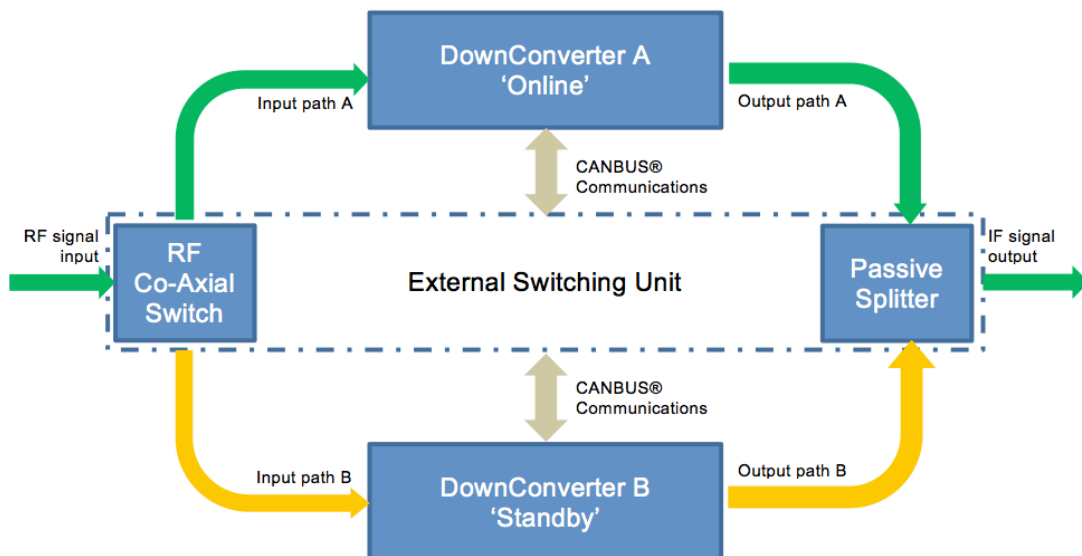 DownConverter A
‘Online’
Input path A
Output path A
CANBUS®
Communications
RF signal
input
RF
Co-Axial
Switch
External Switching Unit
Passive
Splitter
IF signal
output
CANBUS®
Communications
Input path B
Output path B
DownConverter B
‘Standby’